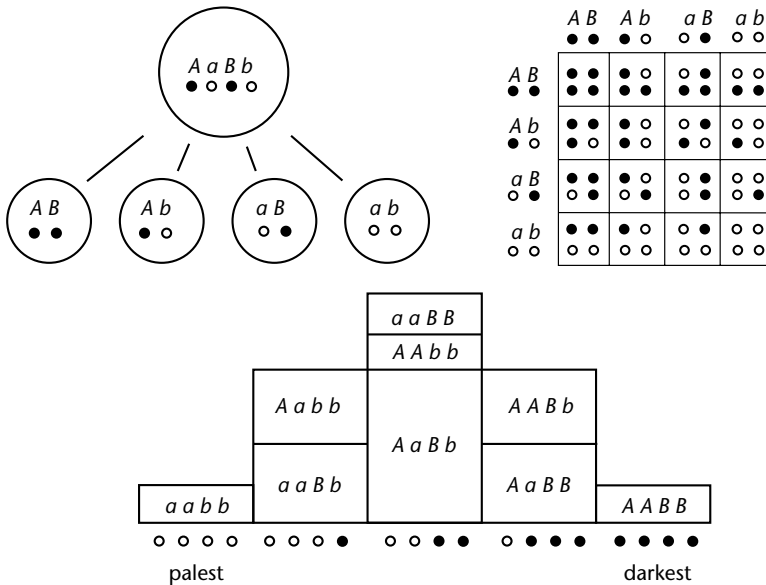 A a B b
A B
A b
a B
a b
A B A b a B a b
A B
A b
a B
a b
a a B B
A A b b
A a b b
A A B b
A a B b
a a B b
A a B B
a a b b
A A B B
palest
darkest